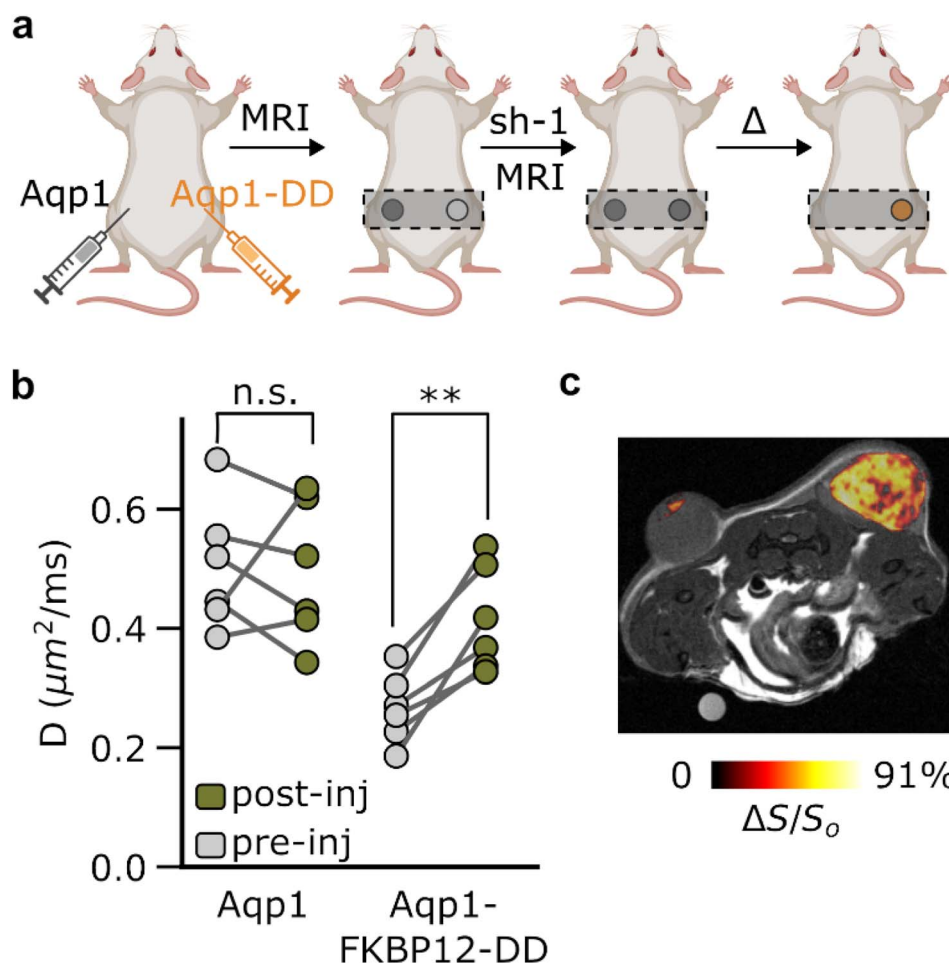 a
MRI
sh-1
MRI
Δ
Aqp1
Aqp1-DD
b
n.s.
**
D (μm²/ms)
0.6
0.4
0.2
0.0
post-inj
pre-inj
Aqp1
Aqp1-
FKBP12-DD
c
0
91%
ΔS/Sₒ